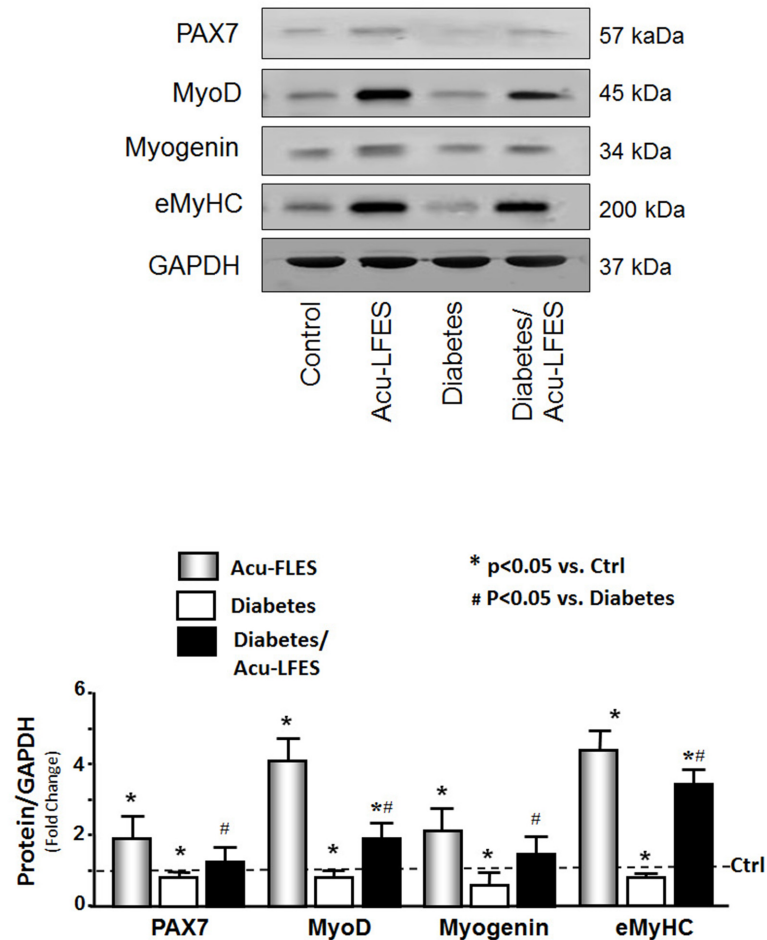 PAX7 57 kaDa
MyoD 45 kDa
Myogenin 34 kDa
eMyHC 200 kDa
GAPDH 37 kDa
Control
Acu-LFES
Diabetes
Diabetes/
Acu-LFES
Acu-FLES
Diabetes
Diabetes/
Acu-LFES
* p<0.05 vs. Ctrl
# P<0.05 vs. Diabetes
Protein/GAPDH
(Fold Change)
6
4
2
0
* * #
* * *#
* * #
* * *#
Ctrl
PAX7 MyoD Myogenin eMyHC